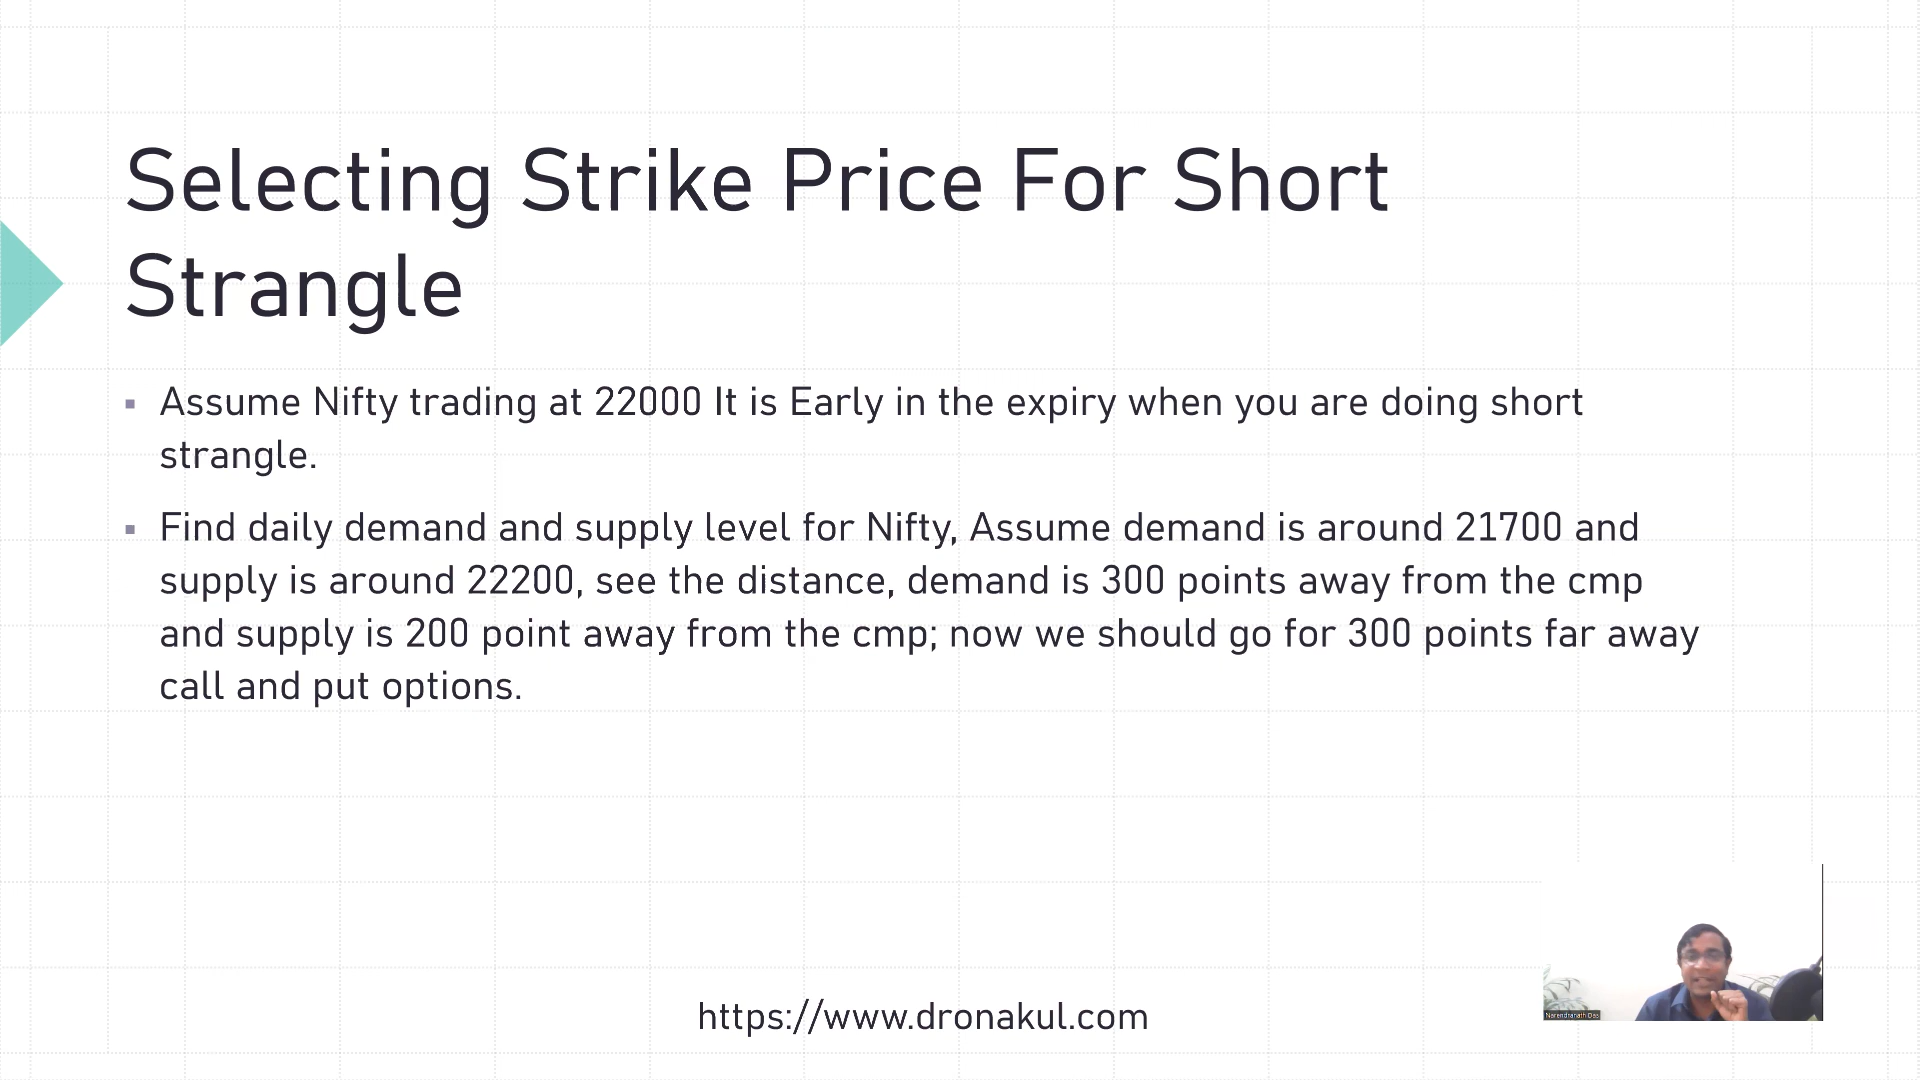 Selecting Strike Price For Short
Strangle
Assume Nifty trading at 22000 It is Early in the expiry when you are doing short
strangle.
Find daily demand and supply level for Nifty, Assume demand is around 21700 and
supply is around 22200, see the distance, demand is 300 points away from the cmp
and supply is 200 point away from the cmp; now we should go for 300 points far away
call and put options.
https://www.dronakul.com
Narendranath Das